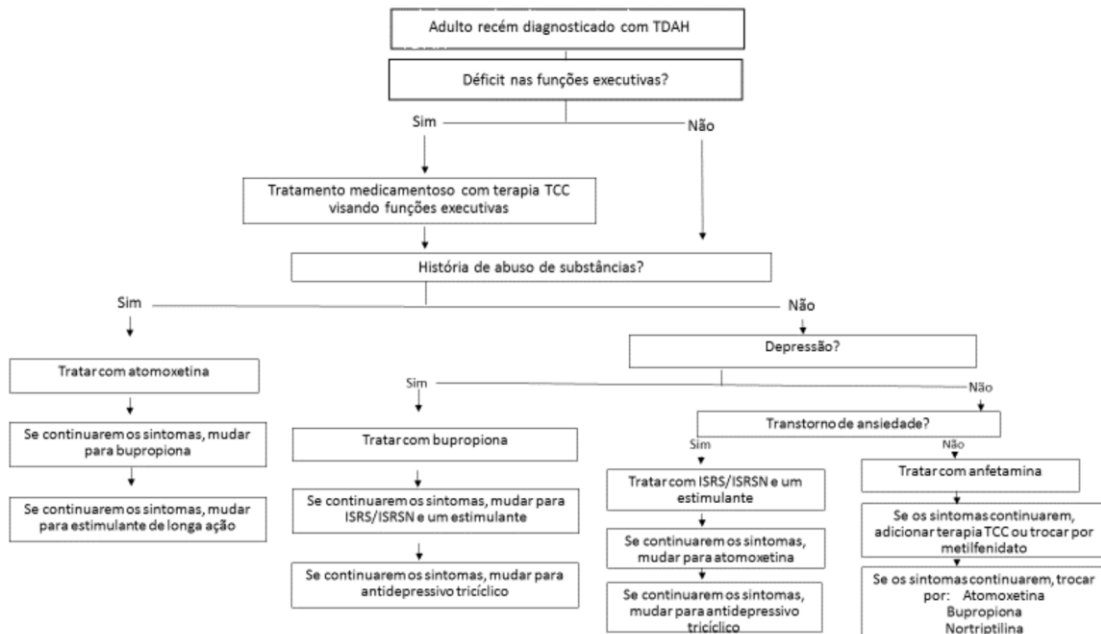 Adulto recém diagnosticado com TDAH
Déficit nas funções executivas?
Sim
Não
Tratamento medicamentoso com terapia TCC
visando funções executivas
História de abuso de substâncias?
Sim
Não
Depressão?
Tratar com atomoxetina
Sim
Não
Transtorno de ansiedade?
Se continuarem os sintomas, mudar
para bupropiona
Tratar com bupropiona
Sim
Não
Tratar com ISRS/ISRSN e um
estimulante
Tratar com anfetamina
Se continuarem os sintomas, mudar
para estimulante de longa ação
Se continuarem os sintomas, mudar para
ISRS/ISRSN e um estimulante
Se continuarem os sintomas,
mudar para atomoxetina
Se os sintomas continuarem,
adicionar terapia TCC ou trocar por
metilfenidato
Se continuarem os sintomas, mudar para
antidepressivo tricíclico
Se continuarem os sintomas,
mudar para antidepressivo
tricíclico
Se os sintomas continuarem, trocar
por: Atomoxetina
Bupropiona
Nortriptilina